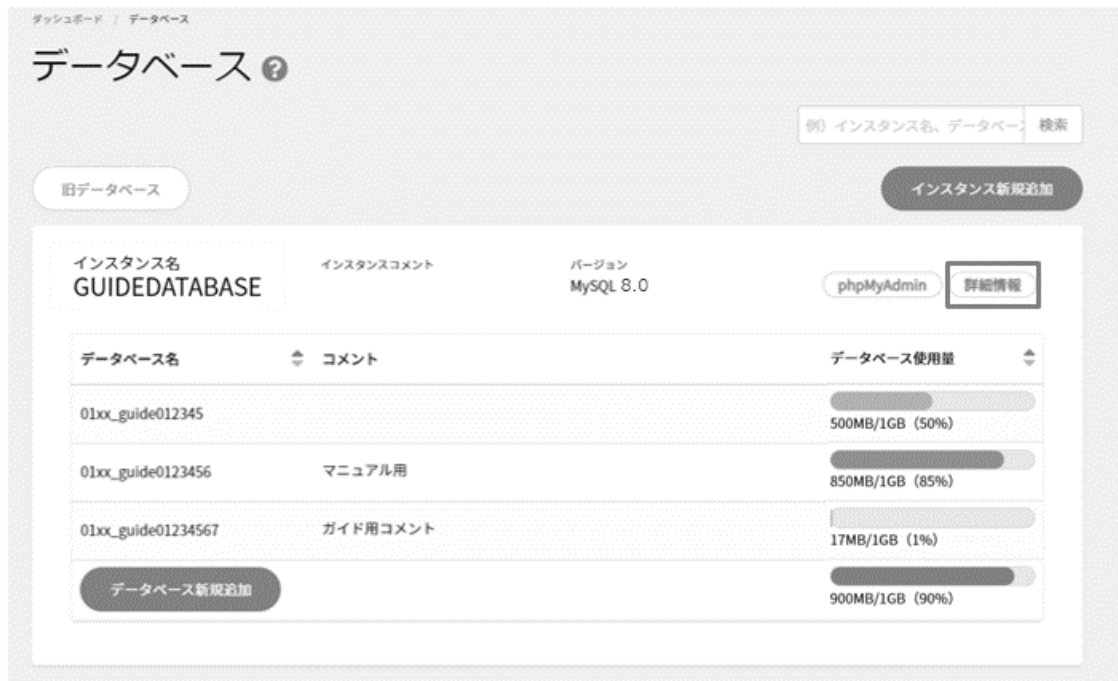 ダッシュボード / データベース
データベース ?
例）インスタンス名、データベース 検索
旧データベース インスタンス新規追加
インスタンス名 インスタンスコメント バージョン
GUIDEDATABASE MySQL 8.0 phpMyAdmin 詳細情報
データベース名 コメント データベース使用量
01xx_guide012345
500MB/1GB（50%）
01xx_guide0123456 マニュアル用
850MB/1GB（85%）
01xx_guide01234567 ガイド用コメント
17MB/1GB（1%）
データベース新規追加
900MB/1GB（90%）